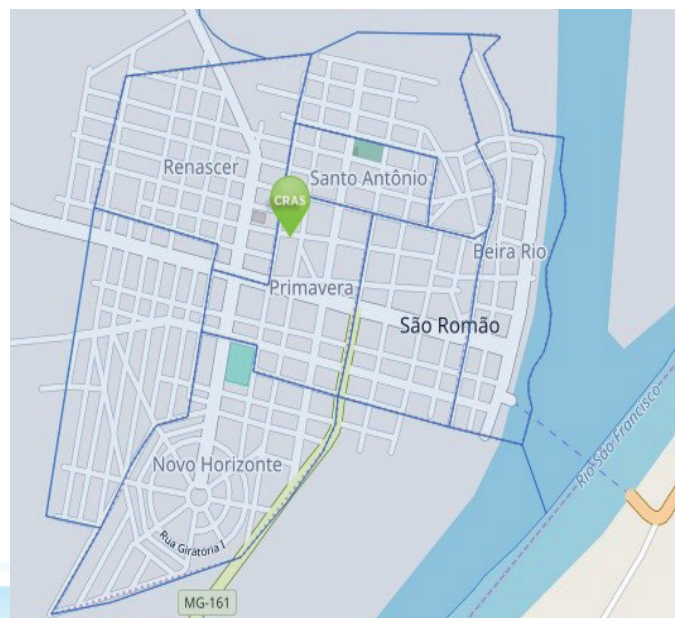 Renascer
Santo Antônio
CRAS
Beira Rio
Primavera
São Romão
Novo Horizonte
Rio São Francisco
Rua Giratória I
MG-161